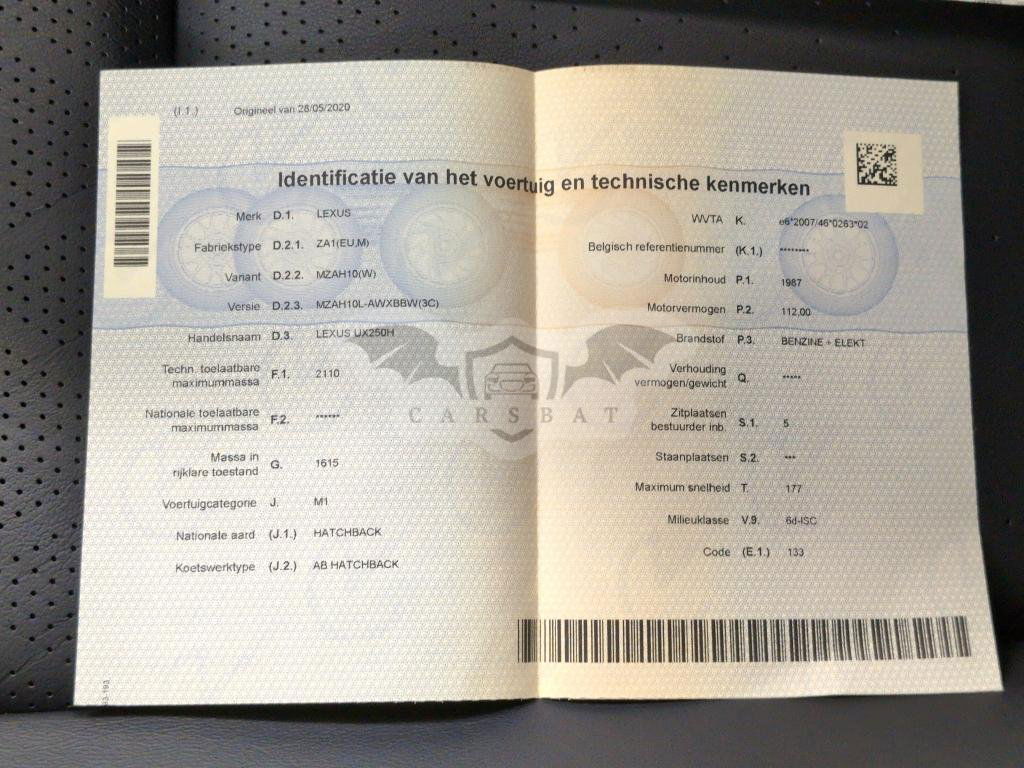 (I.1.) Origineel van 28/05/2020
Identificatie van het voertuig en technische kenmerken
Merk D.1. LEXUS
Fabriekstype D.2.1. ZA1(EU,M)
Variant D.2.2. MZAH10(W)
Versie D.2.3. MZAH10L-AWXBBW(3C)
Handelsnaam D.3. LEXUS UX250H
Techn. toelaatbare
maximummassa F.1. 2110
Nationale toelaatbare
maximummassa F.2. ******
Massa in
rijklare toestand G. 1615
Voertuigcategorie J. M1
Nationale aard (J.1.) HATCHBACK
Koetswerktype (J.2.) AB HATCHBACK
WVTA K. e6*2007/46*0263*02
Belgisch referentienummer (K.1.) ********
Motorinhoud P.1. 1987
Motorvermogen P.2. 112,00
Brandstof P.3. BENZINE + ELEKT
Verhouding
vermogen/gewicht Q. *****
Zitplaatsen
bestuurder inb. S.1. 5
Staanplaatsen S.2. ***
Maximum snelheid T. 177
Milieuklasse V.9. 6d-ISC
Code (E.1.) 133
CARSBAT